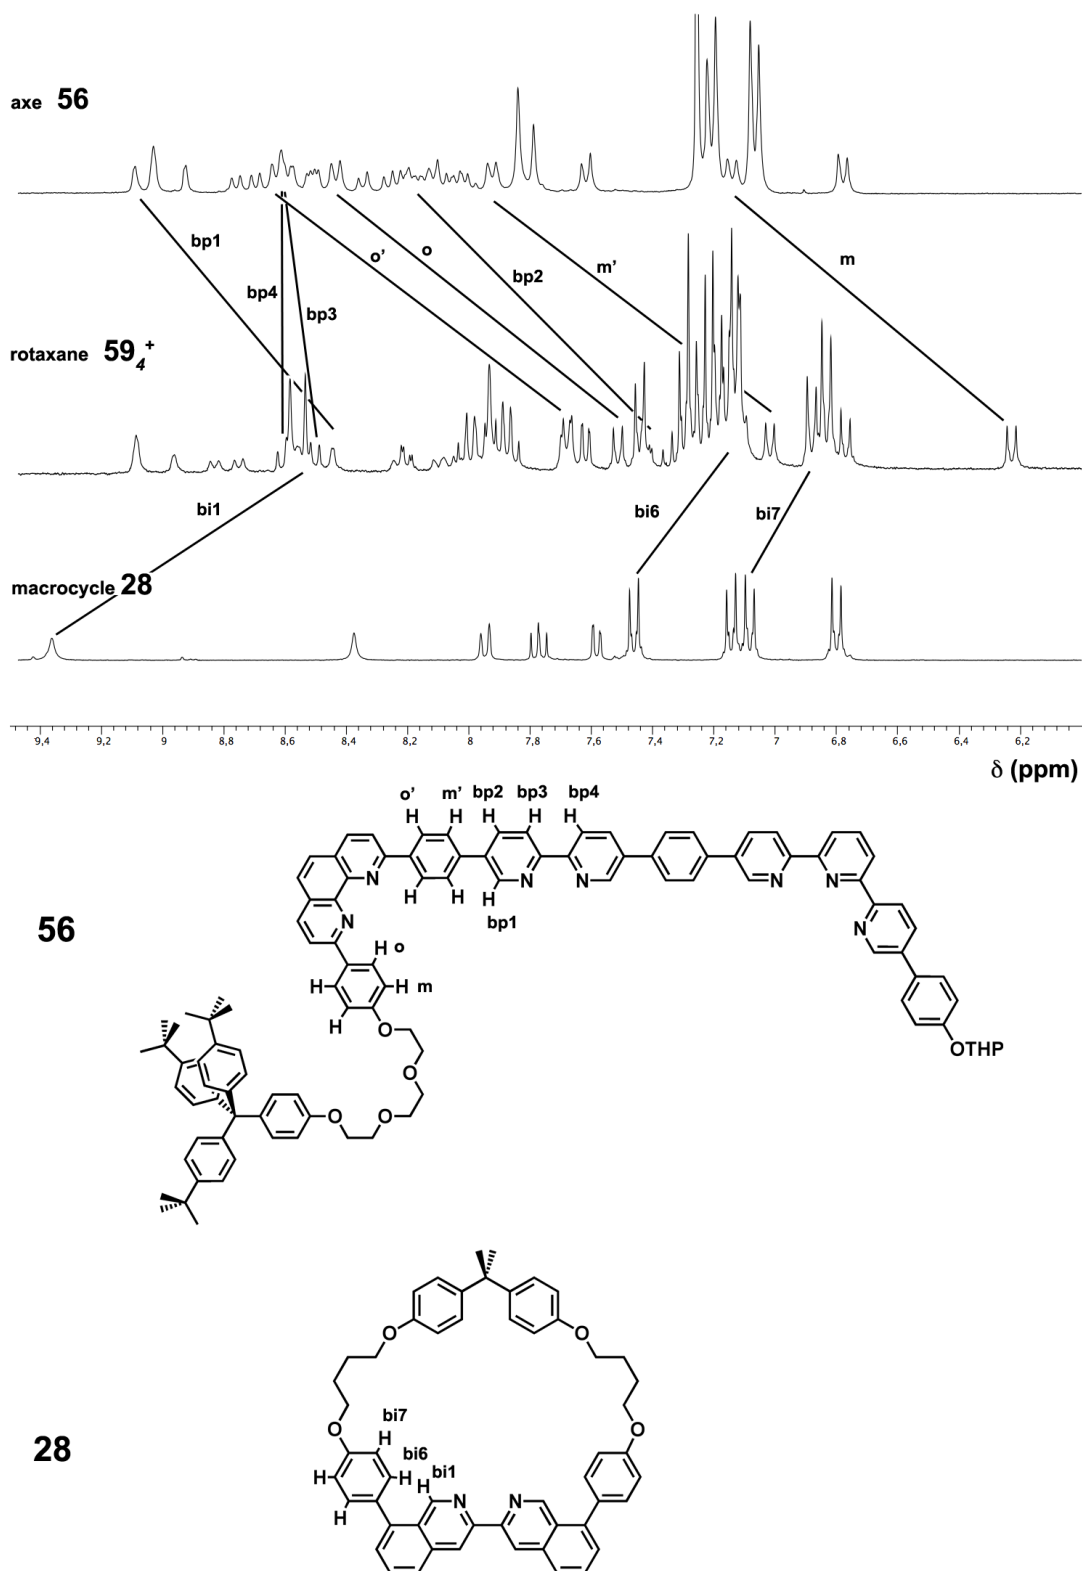 axe 56
bp1
o'
o
bp2
m'
m
bp4
bp3
rotaxane 59₄⁺
bi1
bi6
bi7
macrocycle 28
9,4 9,2 9 8,8 8,6 8,4 8,2 8 7,8 7,6 7,4 7,2 7 6,8 6,6 6,4 6,2
δ (ppm)
o' m' bp2 bp3 bp4
H H H H H
N N N N N
H H H
bp1
N
N
56
H o
H H m
H
O
OTHP
O
O O
O O
bi7
O H O
28
bi6
H H bi1
H N N
H